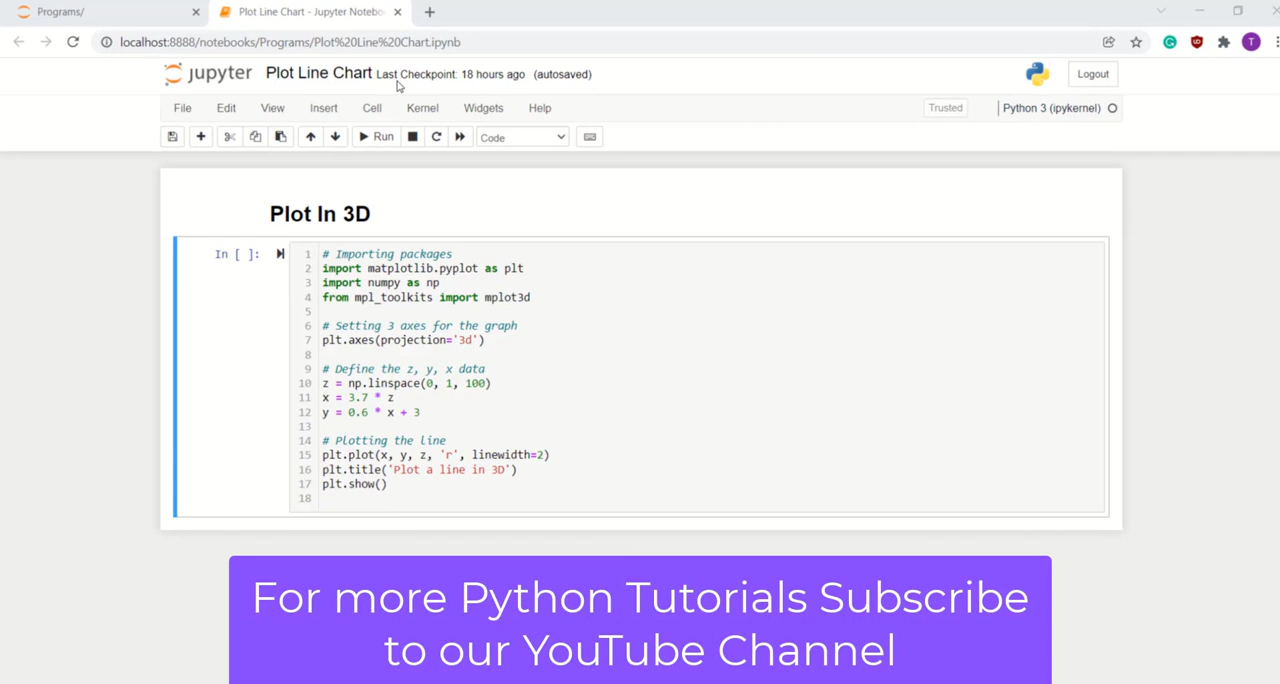 Programs/
Plot Line Chart - Jupyter Notebo
localhost:8888/notebooks/Programs/Plot%20Line%20Chart.ipynb
T
jupyter Plot Line Chart Last Checkpoint: 18 hours ago (autosaved)
Logout
File Edit View Insert Cell Kernel Widgets Help
Trusted
Python 3 (ipykernel)
Run
Code
Plot In 3D
In [ ]:
1 # Importing packages
2 import matplotlib.pyplot as plt
3 import numpy as np
4 from mpl_toolkits import mplot3d
5
6 # Setting 3 axes for the graph
7 plt.axes(projection='3d')
8
9 # Define the z, y, x data
10 z = np.linspace(0, 1, 100)
11 x = 3.7 * z
12 y = 0.6 * x + 3
13
14 # Plotting the line
15 plt.plot(x, y, z, 'r', linewidth=2)
16 plt.title('Plot a line in 3D')
17 plt.show()
18
For more Python Tutorials Subscribe
to our YouTube Channel